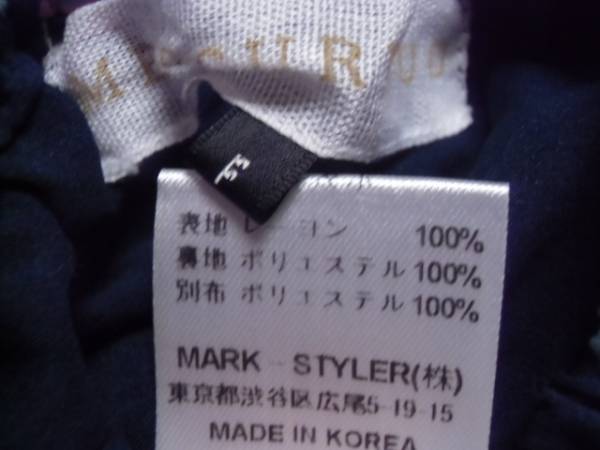 MERCURUU
F
表地 レーヨン 100%
裏地 ポリエステル 100%
別布 ポリエステル 100%
MARK STYLER(株)
東京都渋谷区広尾5-19-15
MADE IN KOREA